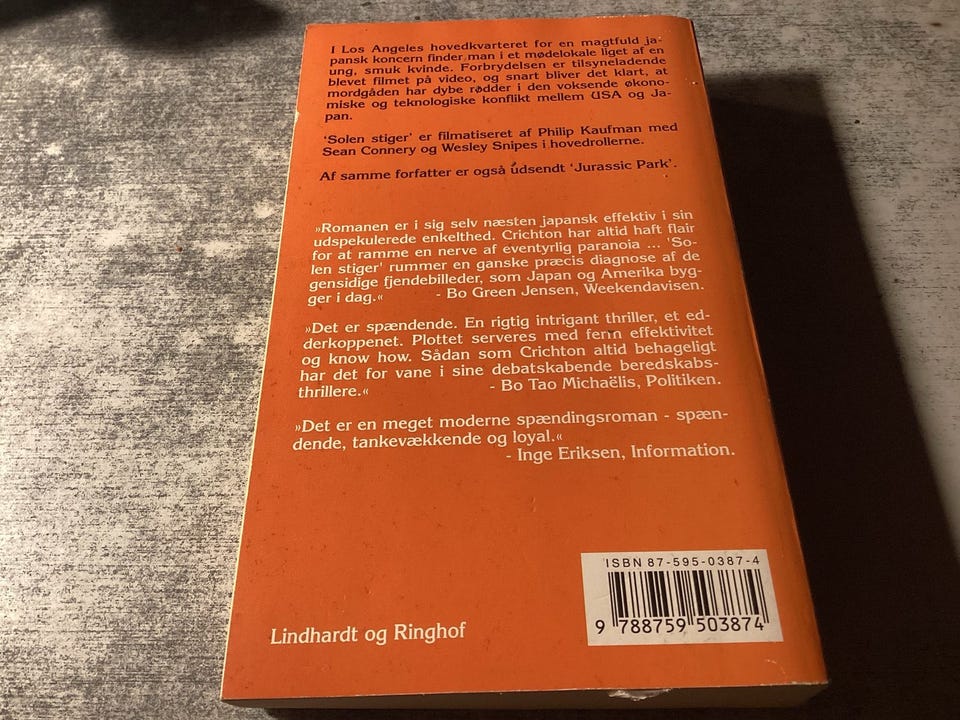 I Los Angeles hovedkvarteret for en magtfuld ja-
pansk koncern finder man i et mødelokale liget af en
ung, smuk kvinde. Forbrydelsen er tilsyneladende
blevet filmet på video, og snart bliver det klart, at
mordgåden har dybe rødder i den voksende økono-
miske og teknologiske konflikt mellem USA og Ja-
pan.
'Solen stiger' er filmatiseret af Philip Kaufman med
Sean Connery og Wesley Snipes i hovedrollerne.
Af samme forfatter er også udsendt 'Jurassic Park'.
»Romanen er i sig selv næsten japansk effektiv i sin
udspekulerede enkelthed. Crichton har altid haft flair
for at ramme en nerve af eventyrlig paranoia ... 'So-
len stiger' rummer en ganske præcis diagnose af de
gensidige fjendebilleder, som Japan og Amerika byg-
ger i dag.« - Bo Green Jensen, Weekendavisen.
»Det er spændende. En rigtig intrigant thriller, et ed-
derkoppenet. Plottet serveres med ferm effektivitet
og know how. Sådan som Crichton altid behageligt
har det for vane i sine debatskabende beredskabs-
thrillere.« - Bo Tao Michaëlis, Politiken.
»Det er en meget moderne spændingsroman - spæn-
dende, tankevækkende og loyal.«
- Inge Eriksen, Information.
ISBN 87-595-0387-4
9 788759 503874
Lindhardt og Ringhof